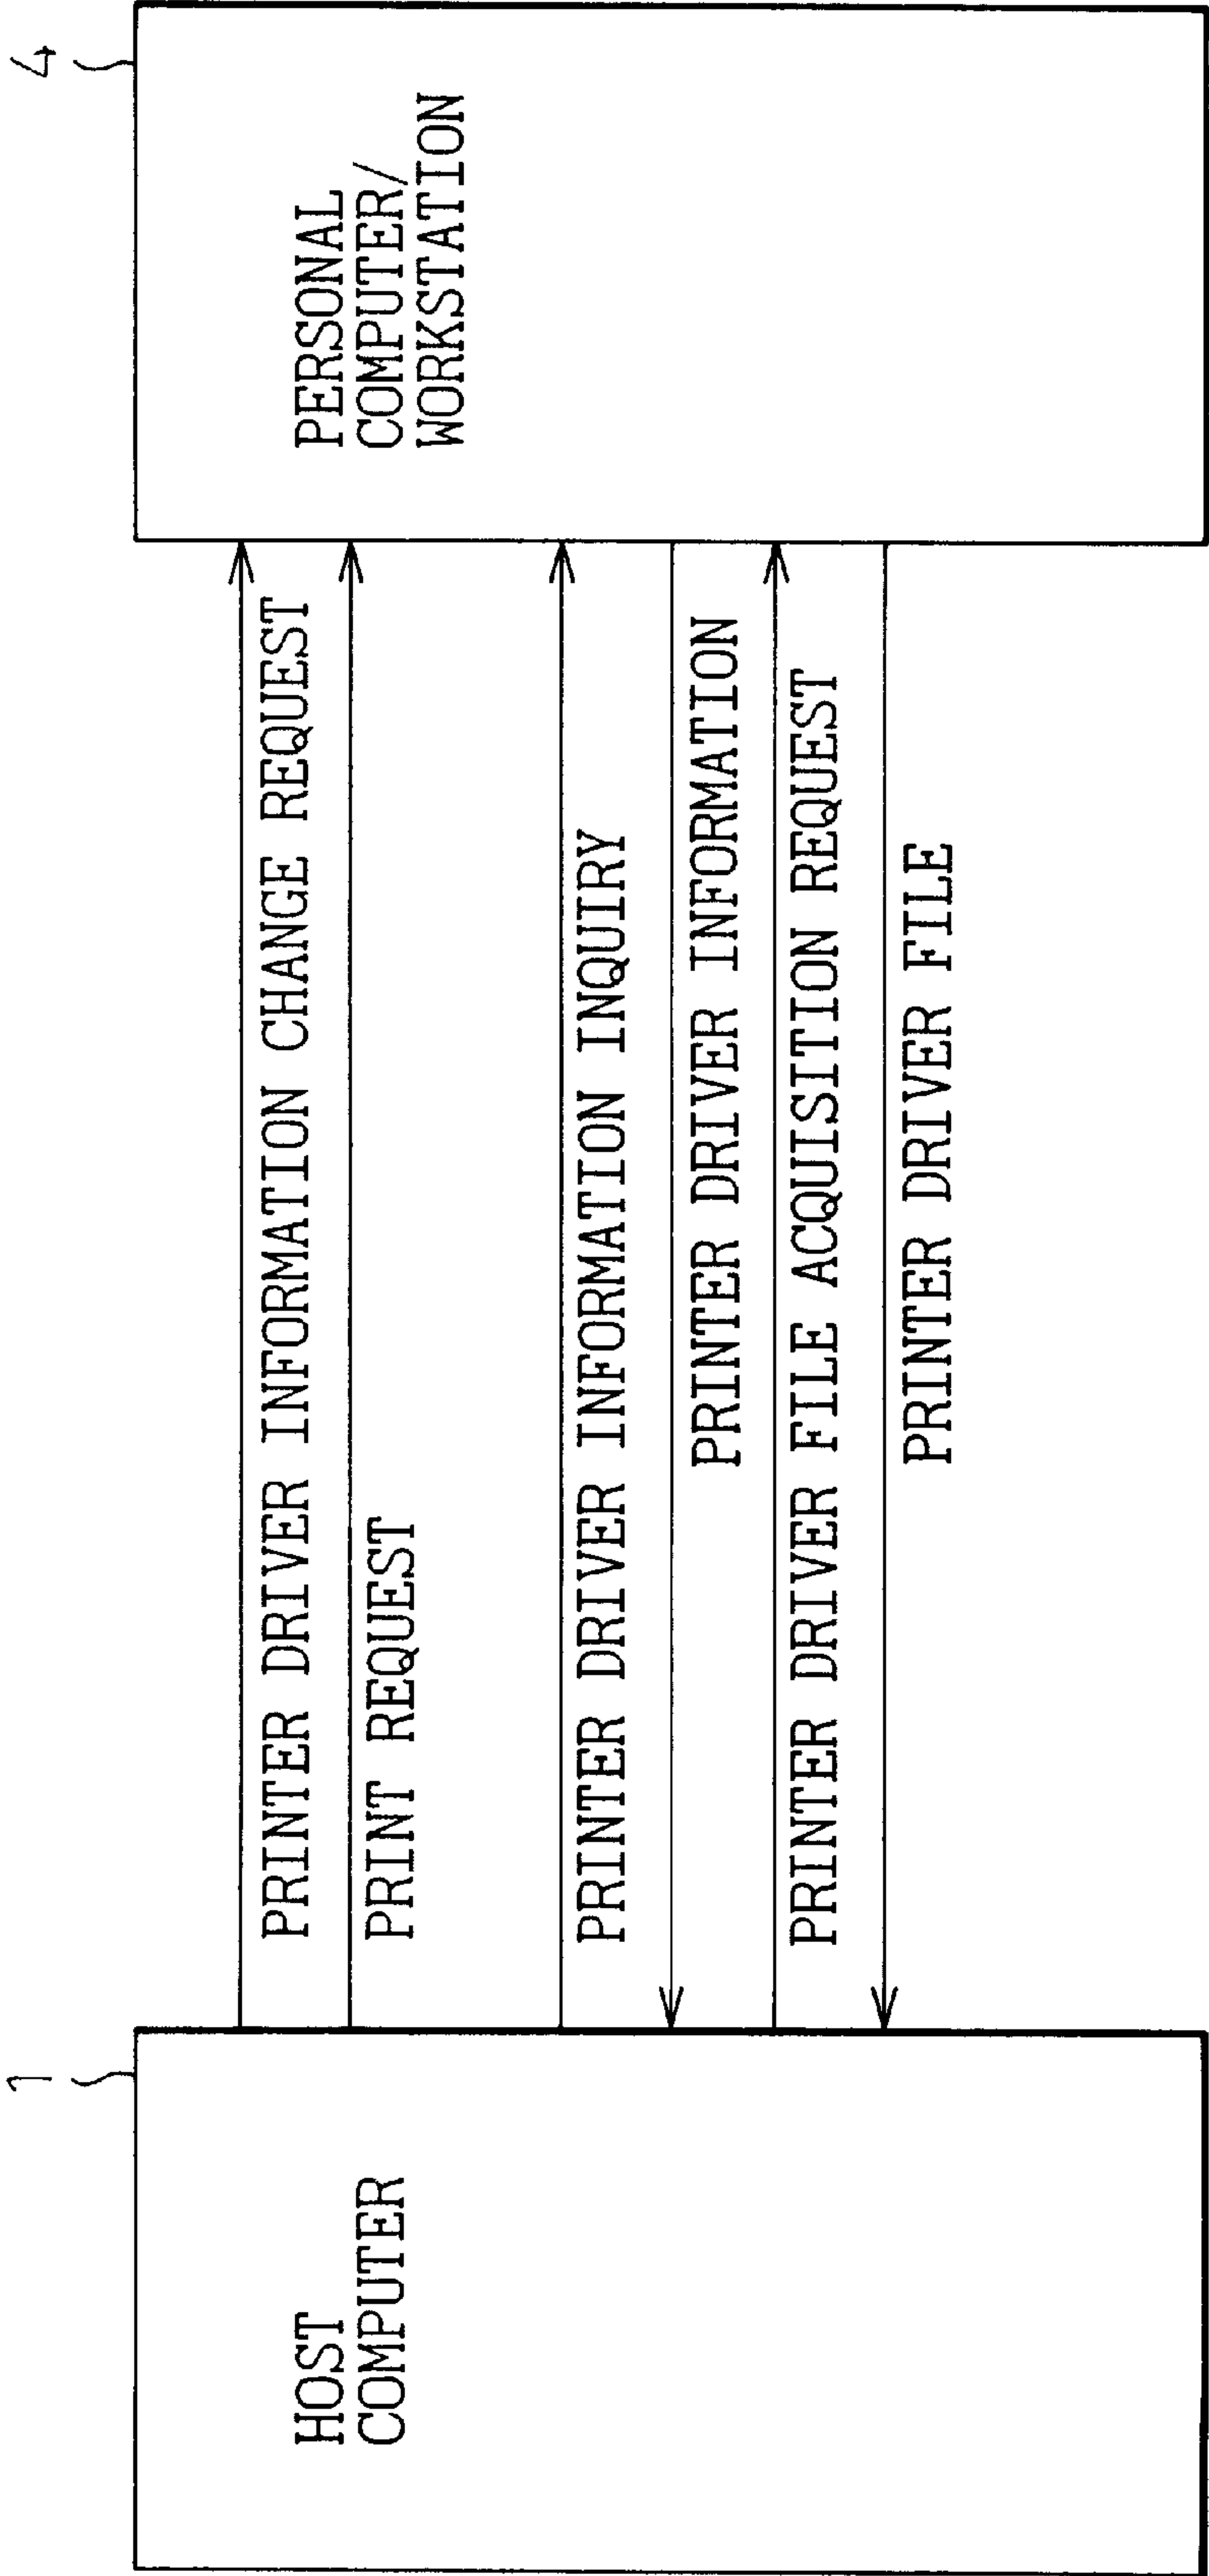 1
HOST
COMPUTER
PRINTER DRIVER INFORMATION CHANGE REQUEST
PRINT REQUEST
PRINTER DRIVER INFORMATION INQUIRY
PRINTER DRIVER INFORMATION
PRINTER DRIVER FILE ACQUISITION REQUEST
PRINTER DRIVER FILE
4
PERSONAL
COMPUTER/
WORKSTATION